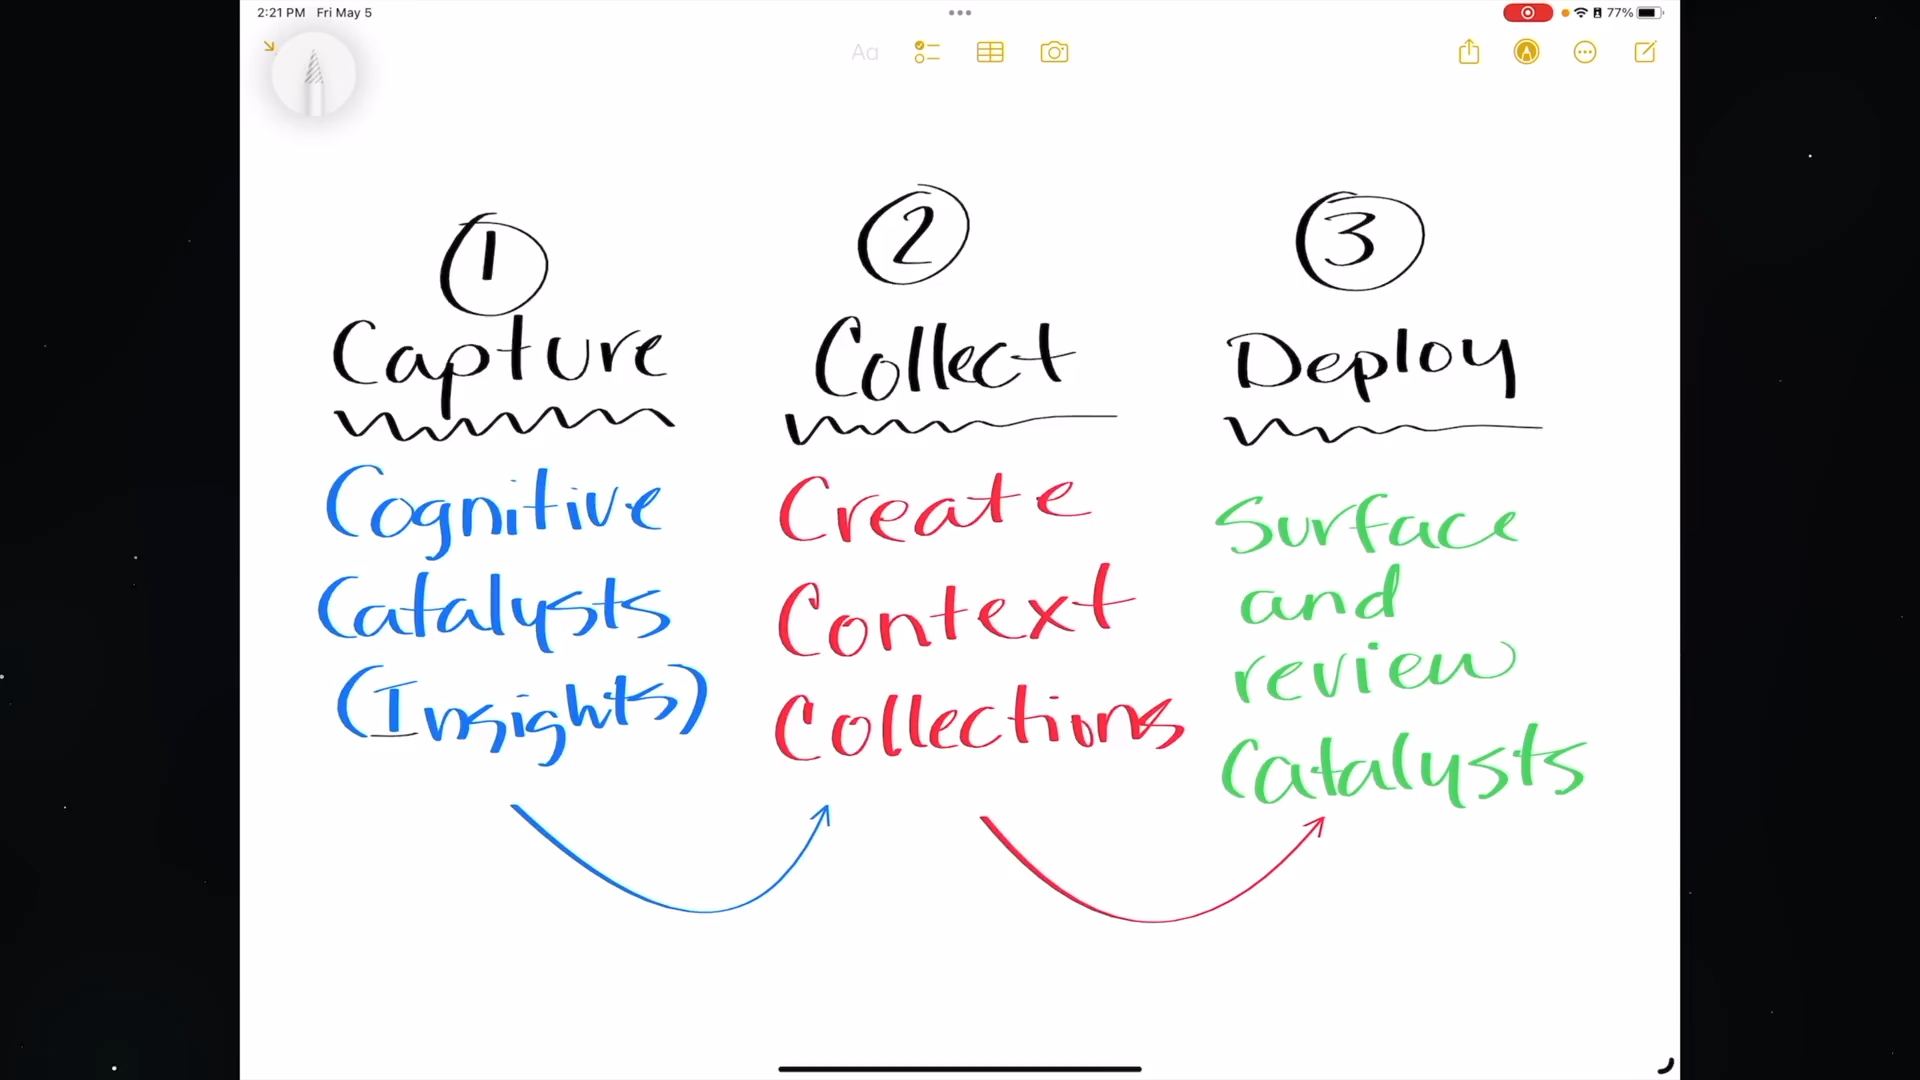 2:21 PM Fri May 5
77%
Aa
1
Capture
Cognitive
Catalysts
(Insights)
2
Collect
Create
Context
Collections
3
Deploy
Surface
and
review
Catalysts